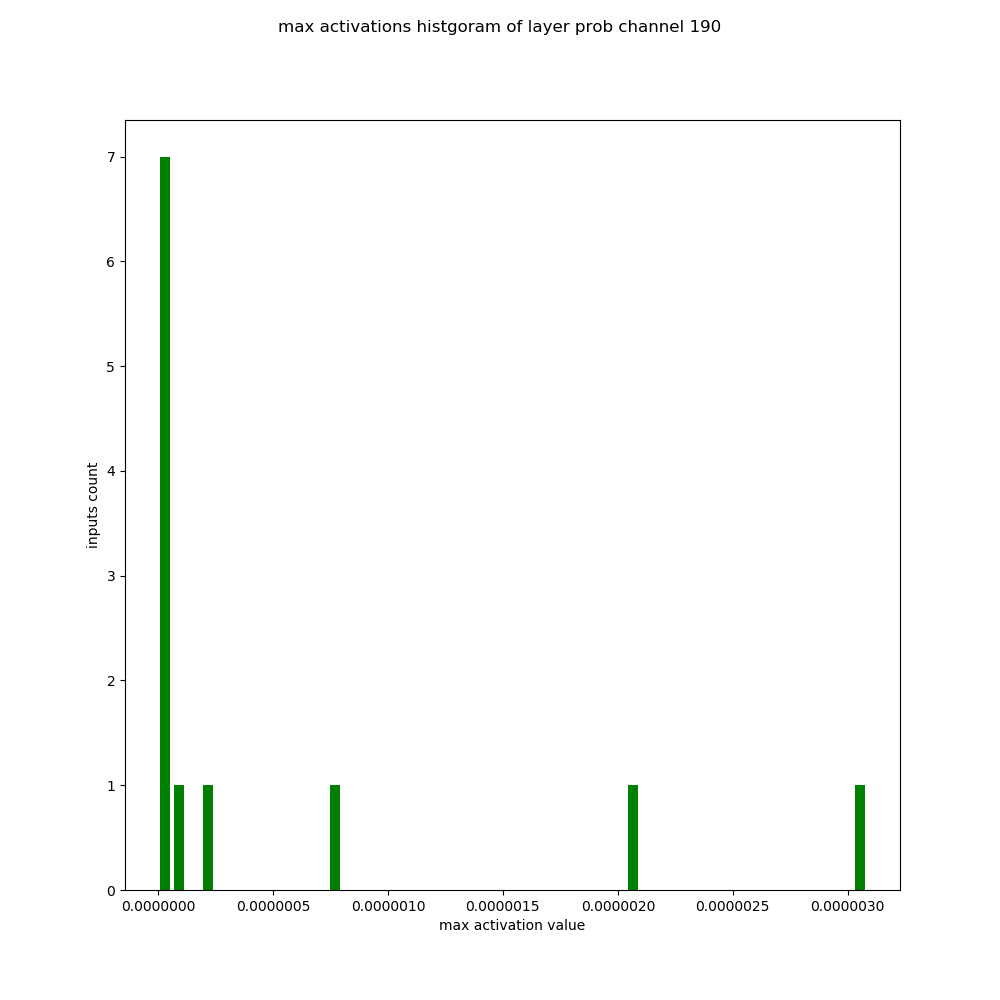 max activations histgoram of layer prob channel 190
7
6
5
4
3
2
1
0
inputs count
0.0000000 0.0000005 0.0000010 0.0000015 0.0000020 0.0000025 0.0000030
max activation value